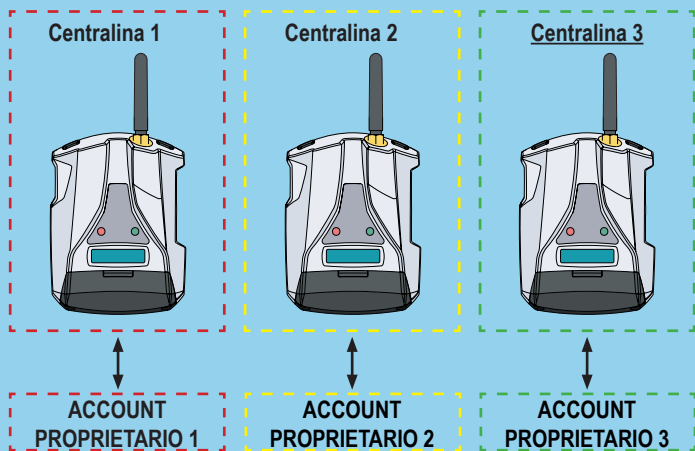 Centralina 1
Centralina 2
Centralina 3
ACCOUNT
PROPRIETARIO 1
ACCOUNT
PROPRIETARIO 2
ACCOUNT
PROPRIETARIO 3